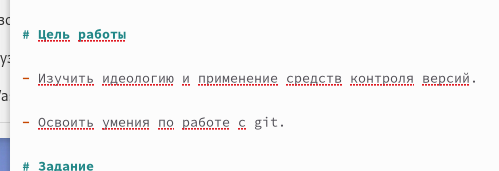 # Цель работы
- Изучить идеологию и применение средств контроля версий.
- Освоить умения по работе с git.
# Задание